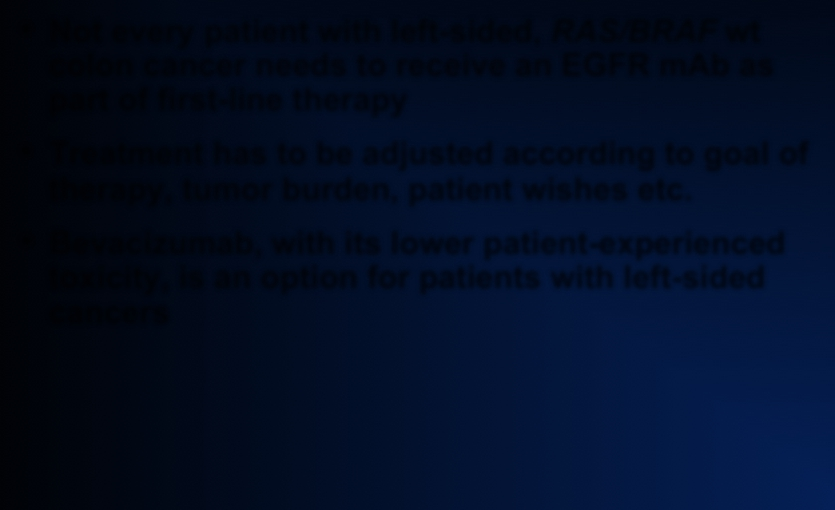 Not every patient with left-sided, RAS/BRAF wt
colon cancer needs to receive an EGFR mAb as
part of first-line therapy
Treatment has to be adjusted according to goal of
therapy, tumor burden, patient wishes etc.
Bevacizumab, with its lower patient-experienced
toxicity, is an option for patients with left-sided
cancers